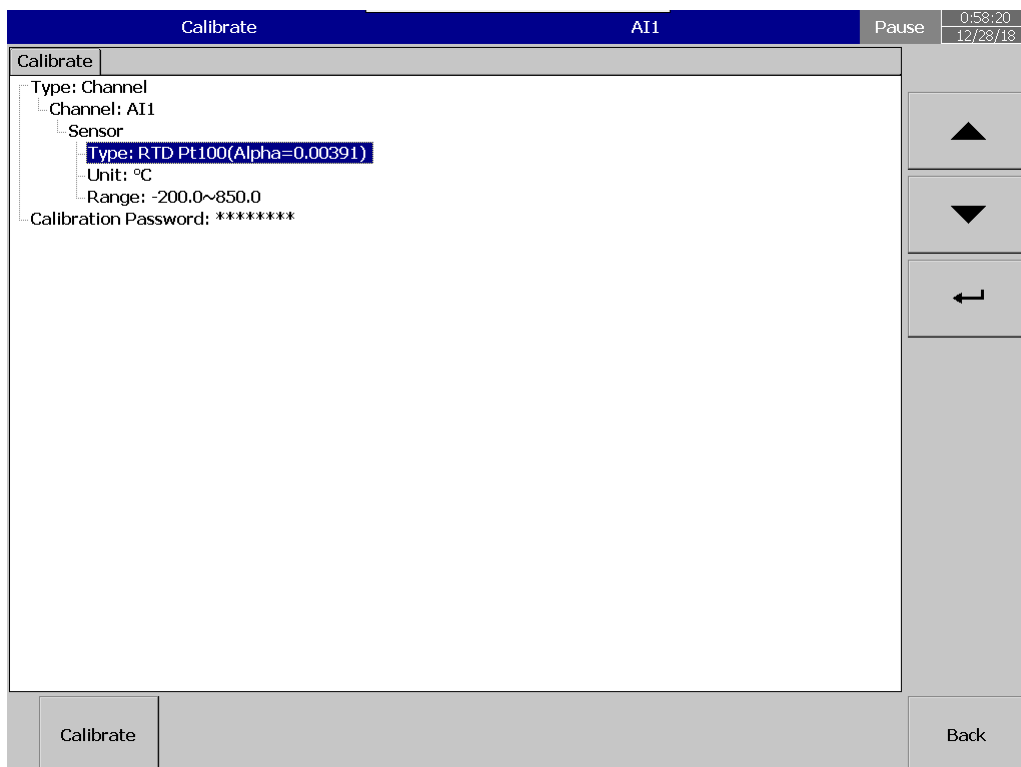 Calibrate AI1 Pause 0:58:20
12/28/18
Calibrate
Type: Channel
Channel: AI1
Sensor
Type: RTD Pt100(Alpha=0.00391)
Unit: °C
Range: -200.0~850.0
Calibration Password: ********
Calibrate Back